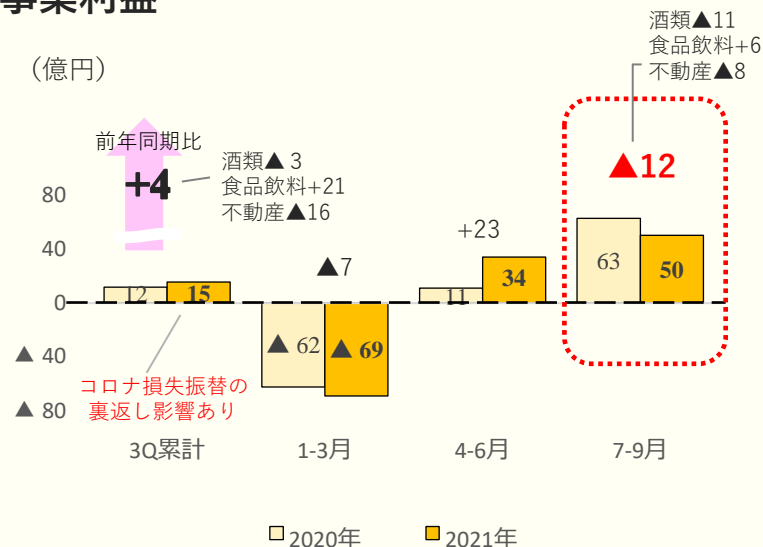 事業利益
（億円）
酒類▲11
食品飲料+6
不動産▲8
前年同期比
+4
酒類▲ 3
食品飲料+21
不動産▲16
▲12
+23
▲7
80
40
0
▲ 40
▲ 80
12
15
▲ 62
▲ 69
11
34
63
50
コロナ損失振替の
裏返し影響あり
3Q累計
1-3月
4-6月
7-9月
2020年
2021年